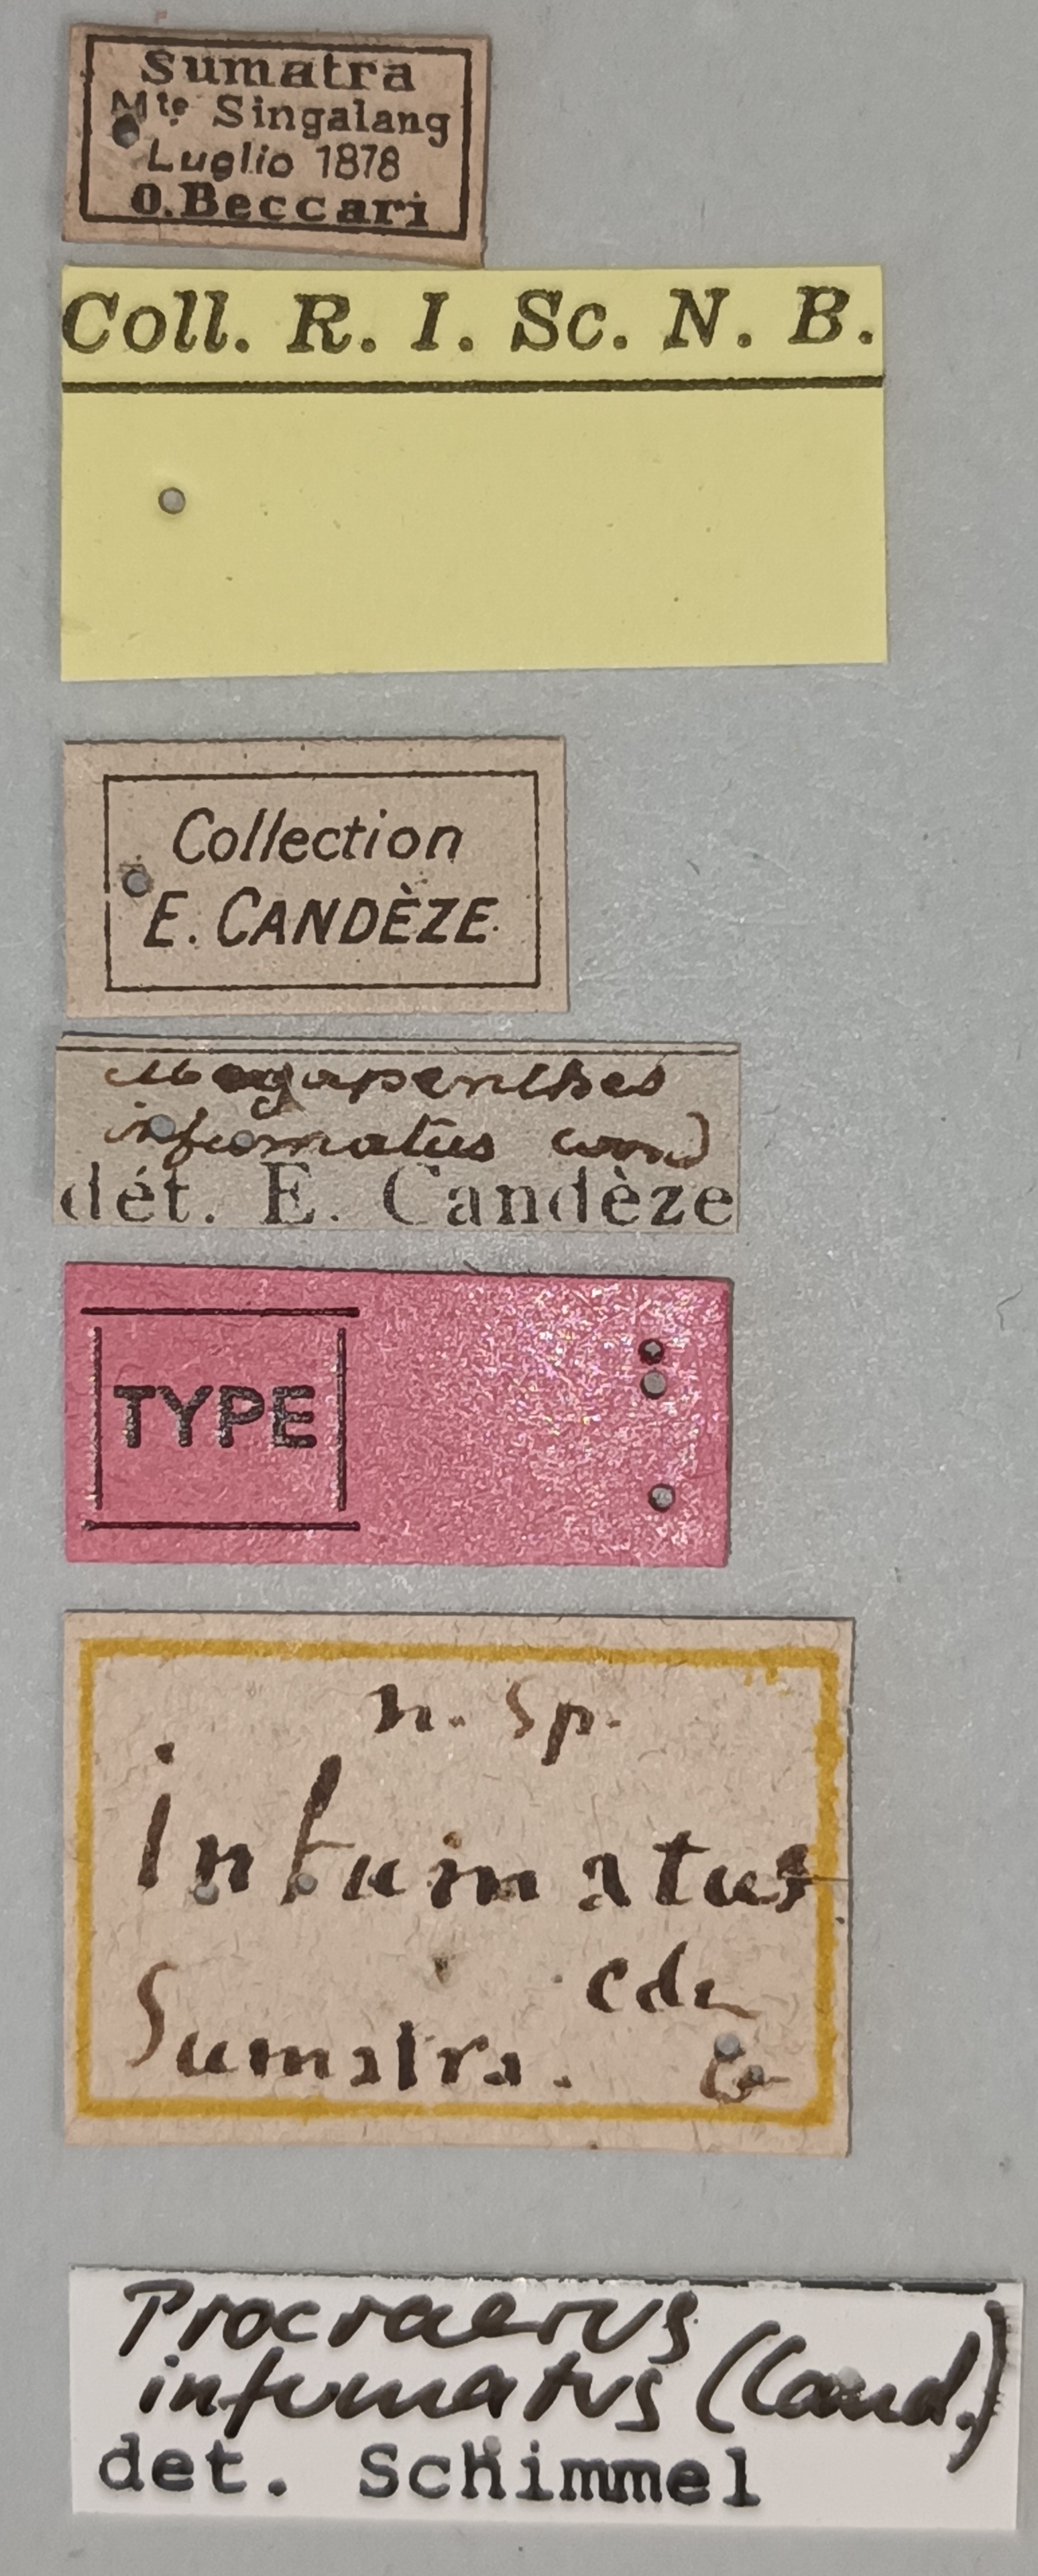 Sumatra
Mte. Singalang
Luglio 1878
O. Beccari
Coll. R. I. Sc. N. B.
Collection
E. CANDÈZE
Megapenthes
infumatus Cand
dét. E. Candèze
TYPE
n. sp.
infumatus
cdz
Sumatra.
Procraerus
infumatus (Cand.)
det. Schimmel